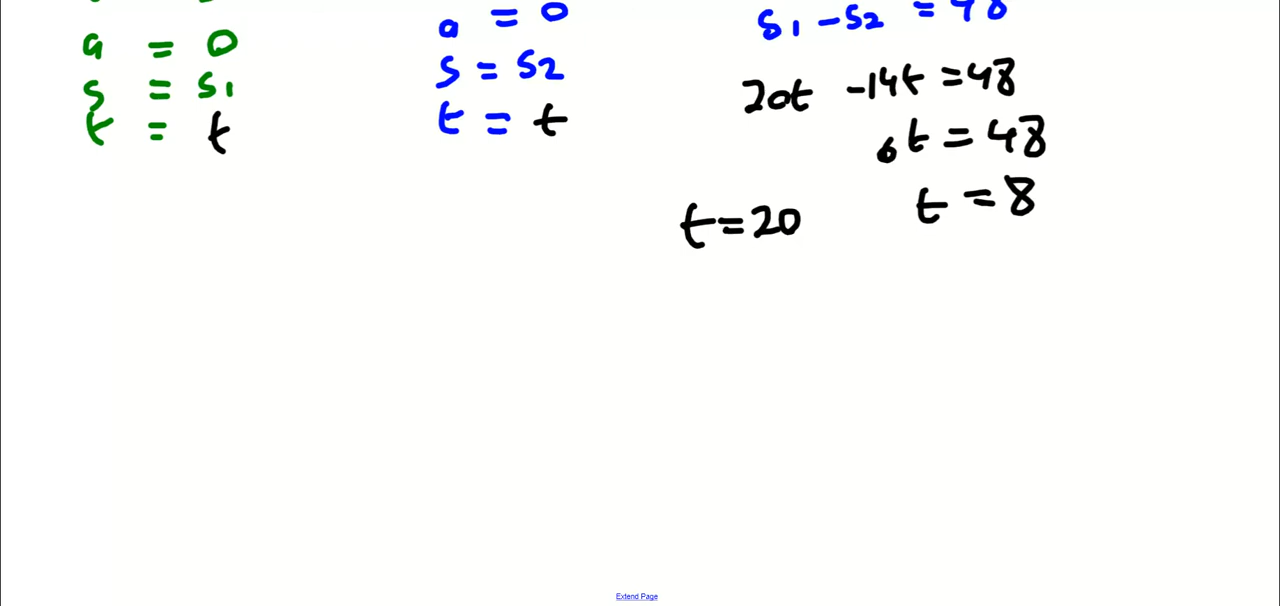 a = 0
s = s1
t = t
a = 0
s = s2
t = t
s1 - s2 = 48
20t - 14t = 48
6t = 48
t = 8
t = 20
Extend Page